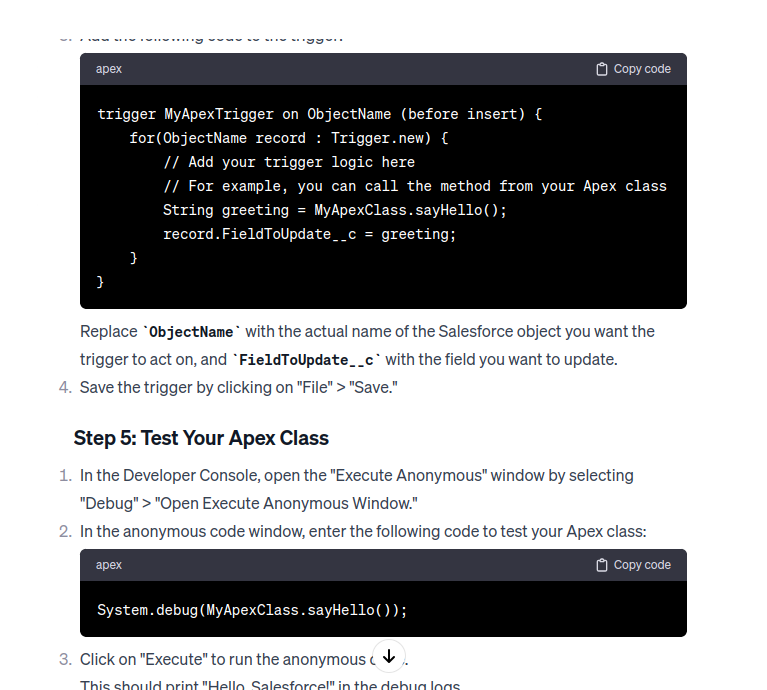 3. Add the following code to the trigger:
apex Copy code
trigger MyApexTrigger on ObjectName (before insert) {
    for(ObjectName record : Trigger.new) {
        // Add your trigger logic here
        // For example, you can call the method from your Apex class
        String greeting = MyApexClass.sayHello();
        record.FieldToUpdate__c = greeting;
    }
}
Replace `ObjectName` with the actual name of the Salesforce object you want the
trigger to act on, and `FieldToUpdate__c` with the field you want to update.
4. Save the trigger by clicking on "File" > "Save."
Step 5: Test Your Apex Class
1. In the Developer Console, open the "Execute Anonymous" window by selecting
"Debug" > "Open Execute Anonymous Window."
2. In the anonymous code window, enter the following code to test your Apex class:
apex Copy code
System.debug(MyApexClass.sayHello());
3. Click on "Execute" to run the anonymous
This should print "Hello, Salesforce!" in the debug logs.